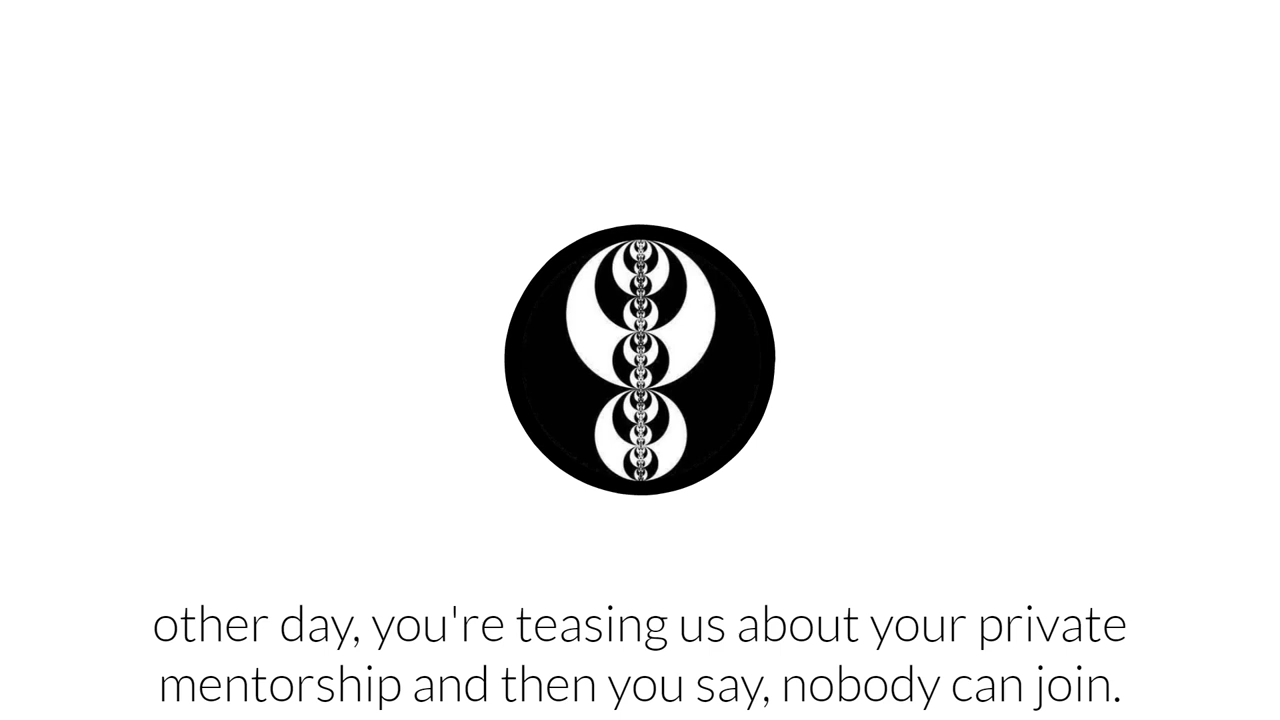 other day, you're teasing us about your private
mentorship and then you say, nobody can join.